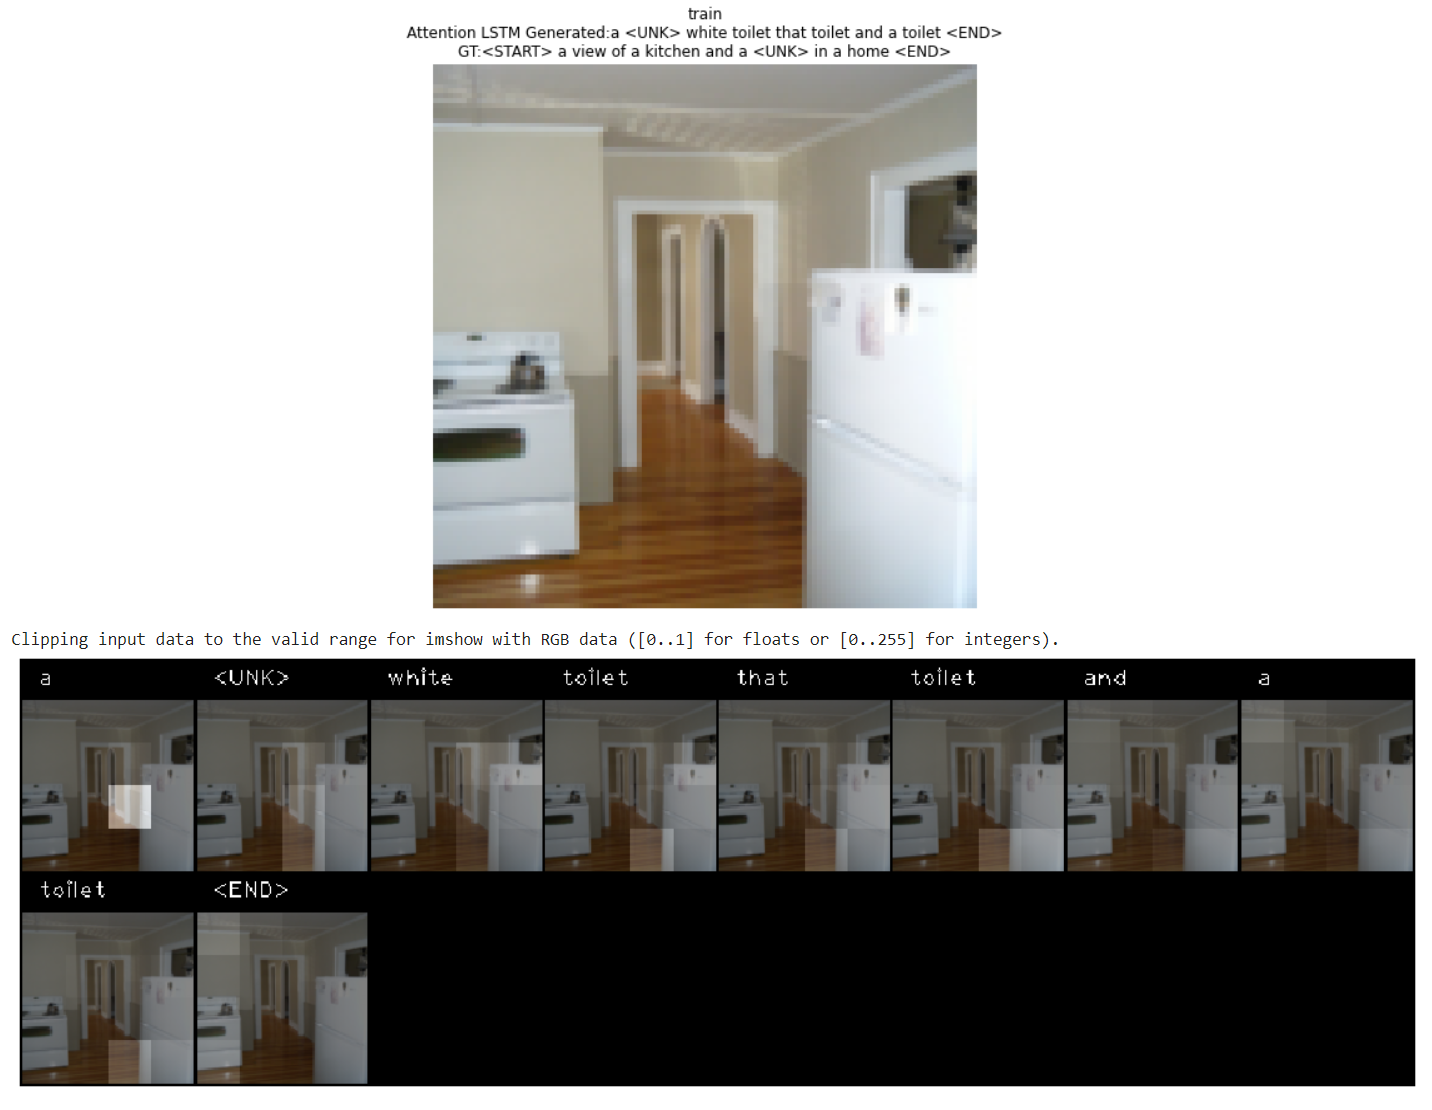 train
Attention LSTM Generated:a <UNK> white toilet that toilet and a toilet <END>
GT:<START> a view of a kitchen and a <UNK> in a home <END>
Clipping input data to the valid range for imshow with RGB data ([0..1] for floats or [0..255] for integers).
a <UNK> white toilet that toilet and a
toilet <END>